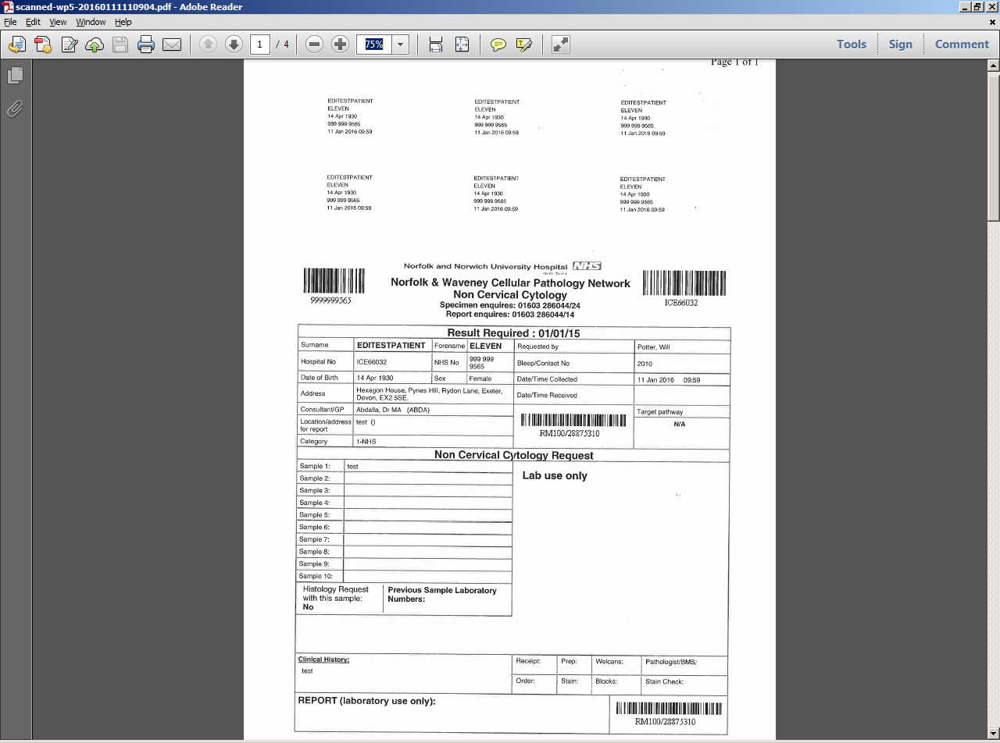 scanned-wp5-20160111110904.pdf - Adobe Reader
File Edit View Window Help
1 / 4 75% Tools Sign Comment
Page 1 of 1
EDITESTPATIENT EDITESTPATIENT EDITESTPATIENT
ELEVEN ELEVEN ELEVEN
14 Apr 1930 14 Apr 1930 14 Apr 1930
999 999 9565 999 999 9565 999 999 9565
11 Jan 2016 09:59 11 Jan 2016 09:59 11 Jan 2016 09:59
EDITESTPATIENT EDITESTPATIENT EDITESTPATIENT
ELEVEN ELEVEN ELEVEN
14 Apr 1930 14 Apr 1930 14 Apr 1930
999 999 9565 999 999 9565 999 999 9565
11 Jan 2016 09:59 11 Jan 2016 09:59 11 Jan 2016 09:59
Norfolk and Norwich University Hospital NHS
NHS Trust
Norfolk & Waveney Cellular Pathology Network
Non Cervical Cytology
Specimen enquires: 01603 286044/24
Report enquires: 01603 286044/14
9999999565 ICE66032
Result Required : 01/01/15
Surname EDITESTPATIENT Forename ELEVEN Requested by Potter, Will
Hospital No ICE66032 NHS No 999 999 9565 Bleep/Contact No 2010
Date of Birth 14 Apr 1930 Sex Female Date/Time Collected 11 Jan 2016 09:59
Address Hexagon House, Pynes Hill, Rydon Lane, Exeter, Date/Time Received
Devon, EX2 5SE.
Consultant/GP Abdalla, Dr MA (ABDA) Target pathway
Location/address test () N/A
for report RM100/28875310
Category 1-NHS
Non Cervical Cytology Request
Sample 1: test Lab use only
Sample 2:
Sample 3:
Sample 4:
Sample 5:
Sample 6:
Sample 7:
Sample 8:
Sample 9:
Sample 10:
Histology Request Previous Sample Laboratory
with this sample: Numbers:
No
Clinical History: Receipt: Prep: Welcans: Pathologist/BMS:
test
Order: Stain: Blocks: Stain Check:
REPORT (laboratory use only):
RM100/28875310